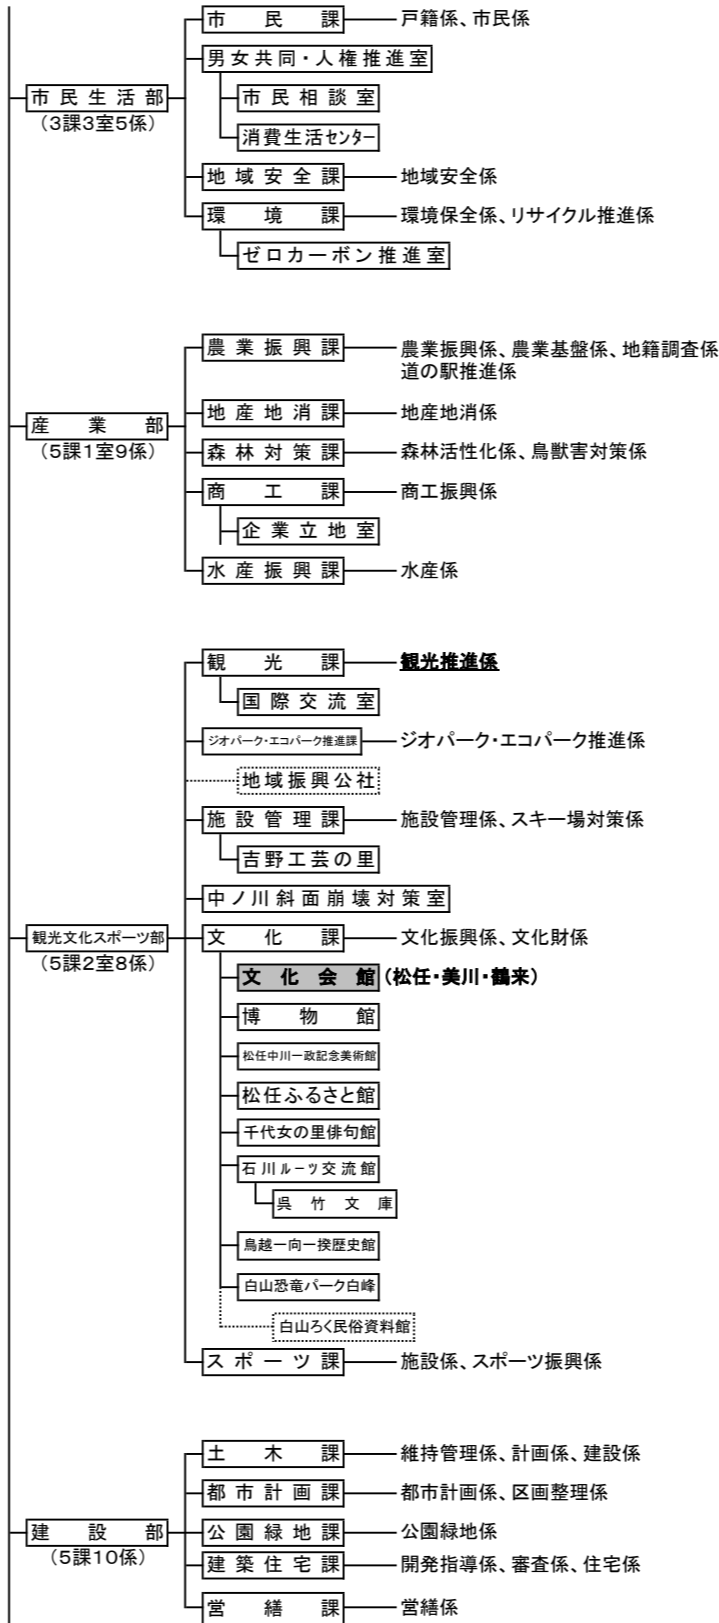 市民課 戸籍係、市民係
男女共同・人権推進室
市民生活部
(3課3室5係)
市民相談室
消費生活センター
地域安全課 地域安全係
環境課 環境保全係、リサイクル推進係
ゼロカーボン推進室
農業振興課 農業振興係、農業基盤係、地籍調査係
道の駅推進係
産業部
(5課1室9係)
地産地消課 地産地消係
森林対策課 森林活性化係、鳥獣害対策係
商工課 商工振興係
企業立地室
水産振興課 水産係
観光課 観光推進係
国際交流室
ジオパーク・エコパーク推進課 ジオパーク・エコパーク推進係
地域振興公社
施設管理課 施設管理係、スキー場対策係
吉野工芸の里
中ノ川斜面崩壊対策室
観光文化スポーツ部
(5課2室8係)
文化課 文化振興係、文化財係
文化会館 (松任・美川・鶴来)
博物館
松任中川一政記念美術館
松任ふるさと館
千代女の里俳句館
石川ルーツ交流館
呉竹文庫
鳥越一向一揆歴史館
白山恐竜パーク白峰
白山ろく民俗資料館
スポーツ課 施設係、スポーツ振興係
土木課 維持管理係、計画係、建設係
都市計画課 都市計画係、区画整理係
建設部
(5課10係)
公園緑地課 公園緑地係
建築住宅課 開発指導係、審査係、住宅係
営繕課 営繕係